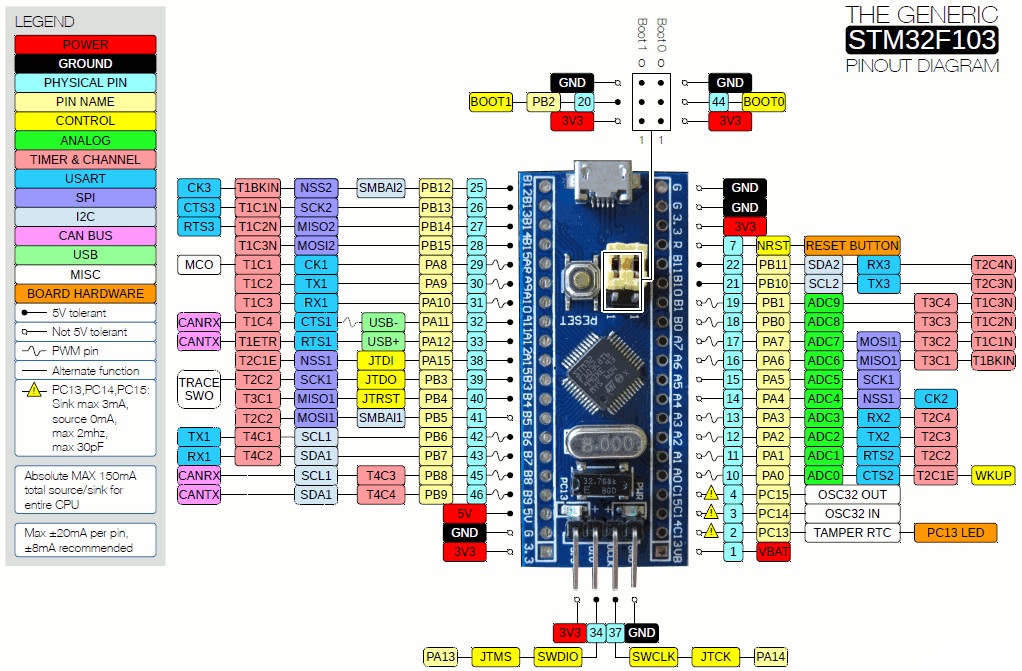 LEGEND
POWER
GROUND
PHYSICAL PIN
PIN NAME
CONTROL
ANALOG
TIMER & CHANNEL
USART
SPI
I2C
CAN BUS
USB
MISC
BOARD HARDWARE
5V tolerant
Not 5V tolerant
PWM pin
Alternate function
PC13,PC14,PC15:
Sink max 3mA,
source 0mA,
max 2mhz,
max 30pF
Absolute MAX 150mA
total source/sink for
entire CPU
Max ±20mA per pin,
±8mA recommended
THE GENERIC
STM32F103
PINOUT DIAGRAM
Boot 1 Boot 0
GND GND
BOOT1 PB2 20 44 BOOT0
3V3 3V3
1 1
CK3 T1BKIN NSS2 SMBAI2 PB12 25
CTS3 T1C1N SCK2 PB13 26
RTS3 T1C2N MISO2 PB14 27
T1C3N MOSI2 PB15 28
MCO T1C1 CK1 PA8 29
T1C2 TX1 PA9 30
T1C3 RX1 PA10 31
CANRX T1C4 CTS1 USB- PA11 32
CANTX T1ETR RTS1 USB+ PA12 33
T2C1E NSS1 JTDI PA15 38
TRACE SWO
T2C2 SCK1 JTDO PB3 39
T3C1 MISO1 JTRST PB4 40
T2C2 MOSI1 SMBAI1 PB5 41
TX1 T4C1 SCL1 PB6 42
RX1 T4C2 SDA1 PB7 43
CANRX SCL1 T4C3 PB8 45
CANTX SDA1 T4C4 PB9 46
5V
GND
3V3
B12 B13 B14 B15 A8 A9 A10 A11 A12 A15 B3 B4 B5 B6 B7 B8 B9 5V G 3.3
RESET
8.000
32.768k
BGD
PC13 PWR
G G 3.3 R B11 B10 B1 B0 A7 A6 A5 A4 A3 A2 A1 A0 C15 C14 C13 VB
GND
GND
3V3
7 NRST RESET BUTTON
22 PB11 SDA2 RX3 T2C4N
21 PB10 SCL2 TX3 T2C3N
19 PB1 ADC9 T3C4 T1C3N
18 PB0 ADC8 T3C3 T1C2N
17 PA7 ADC7 MOSI1 T3C2 T1C1N
16 PA6 ADC6 MISO1 T3C1 T1BKIN
15 PA5 ADC5 SCK1
14 PA4 ADC4 NSS1 CK2
13 PA3 ADC3 RX2 T2C4
12 PA2 ADC2 TX2 T2C3
11 PA1 ADC1 RTS2 T2C2
10 PA0 ADC0 CTS2 T2C1E WKUP
4 PC15 OSC32 OUT
3 PC14 OSC32 IN
2 PC13 TAMPER RTC PC13 LED
1 VBAT
3V3 34 37 GND
PA13 JTMS SWDIO SWCLK JTCK PA14